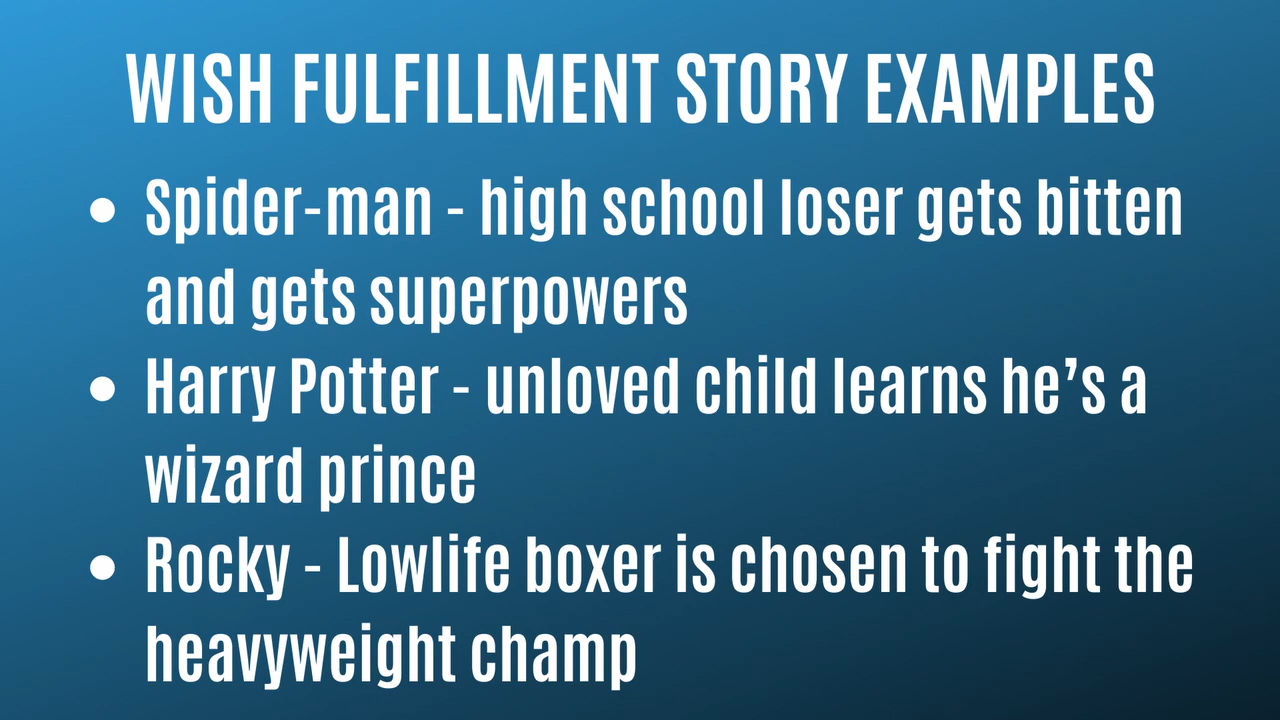 WISH FULFILLMENT STORY EXAMPLES
• Spider-man - high school loser gets bitten
and gets superpowers
• Harry Potter - unloved child learns he’s a
wizard prince
• Rocky - Lowlife boxer is chosen to fight the
heavyweight champ